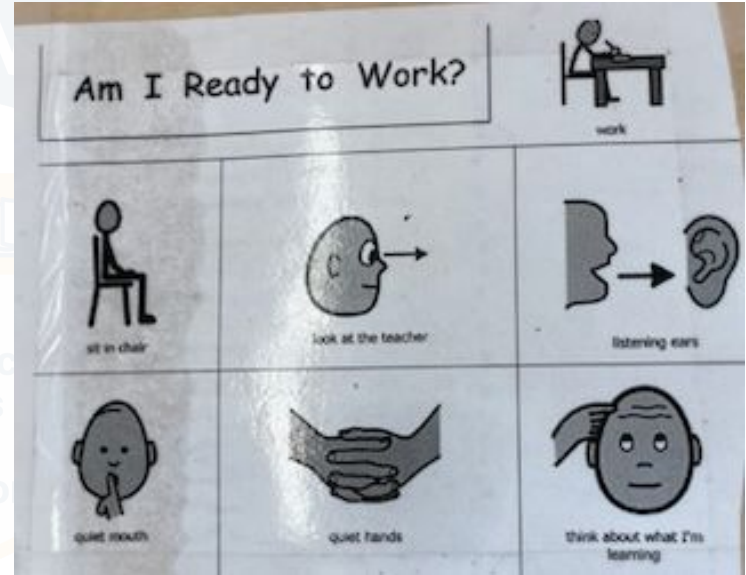 Am I Ready to Work?
work
sit in chair
look at the teacher
listening ears
quiet mouth
quiet hands
think about what I'm
learning